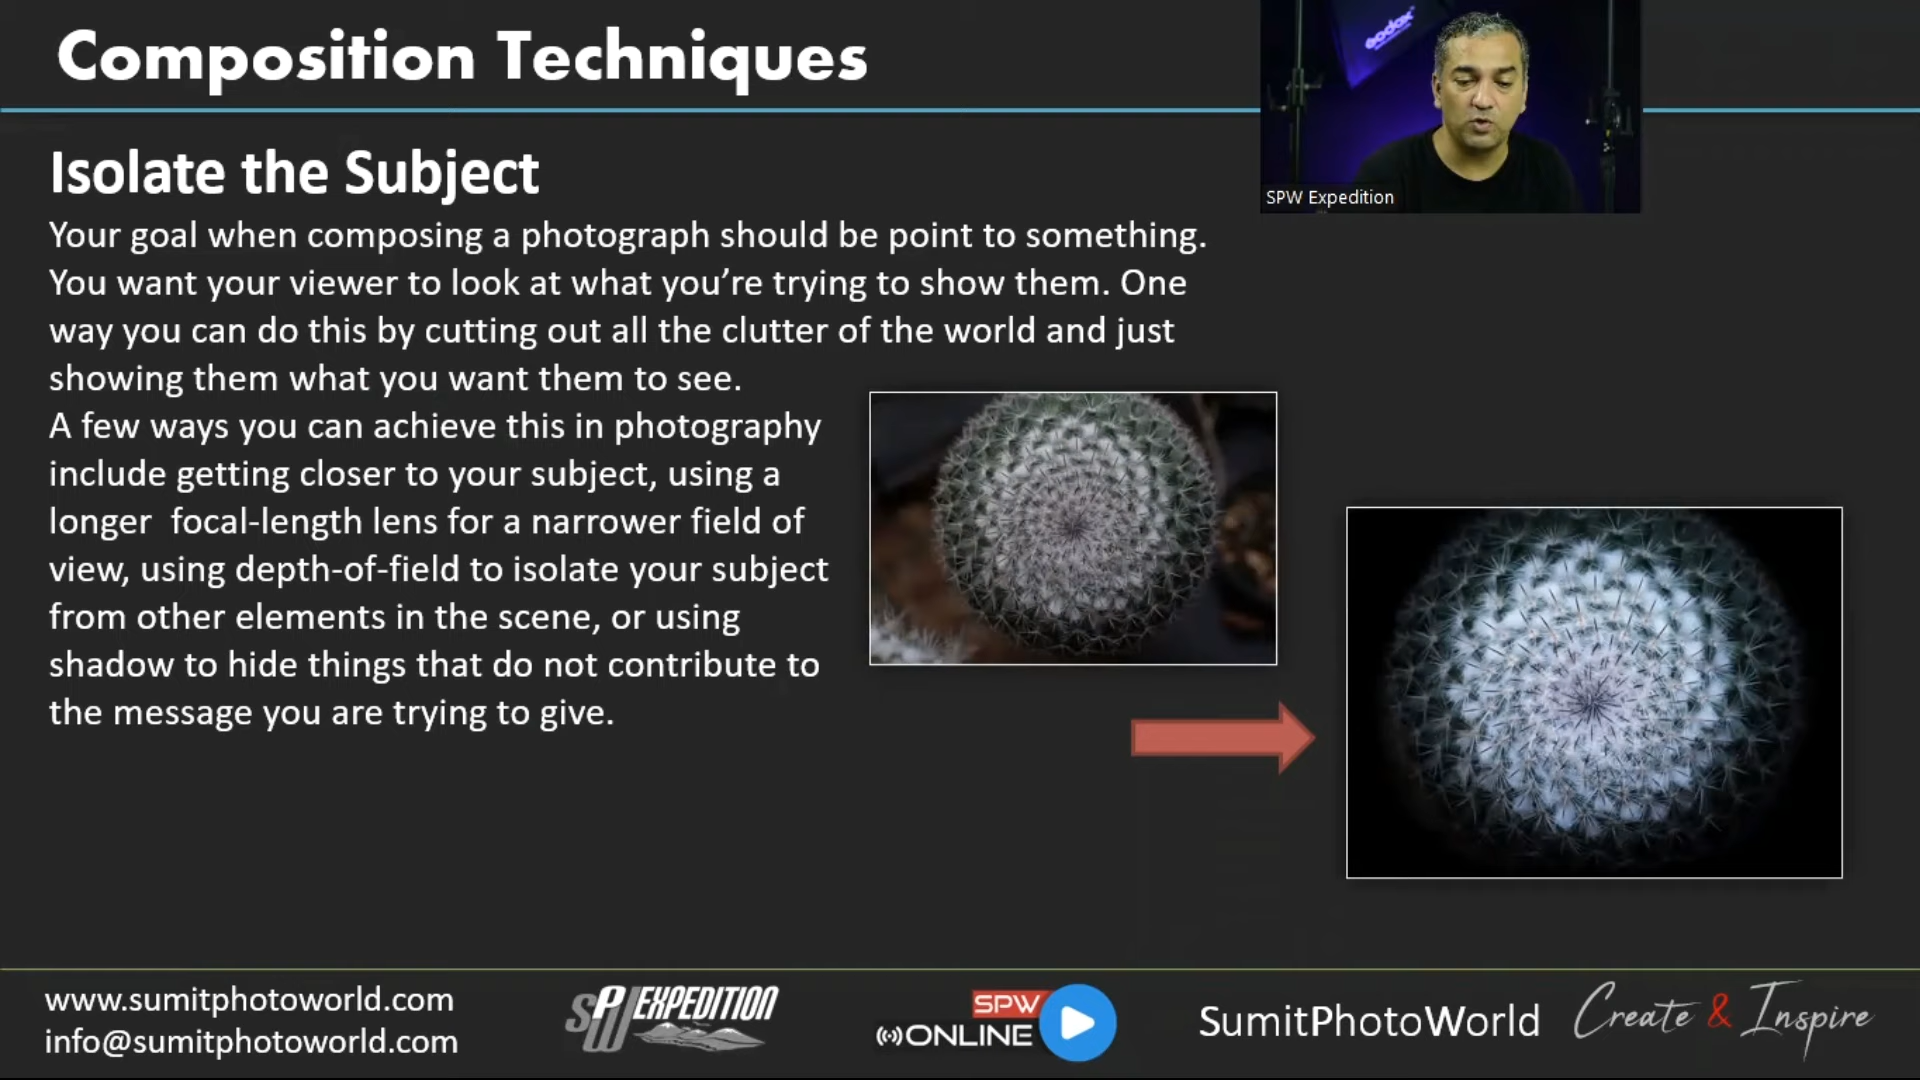 Composition Techniques
Godox
SPW Expedition
Isolate the Subject
Your goal when composing a photograph should be point to something.
You want your viewer to look at what you’re trying to show them. One
way you can do this by cutting out all the clutter of the world and just
showing them what you want them to see.
A few ways you can achieve this in photography
include getting closer to your subject, using a
longer  focal-length lens for a narrower field of
view, using depth-of-field to isolate your subject
from other elements in the scene, or using
shadow to hide things that do not contribute to
the message you are trying to give.
www.sumitphotoworld.com
info@sumitphotoworld.com
SPW EXPEDITION
SPW
ONLINE
SumitPhotoWorld
Create & Inspire